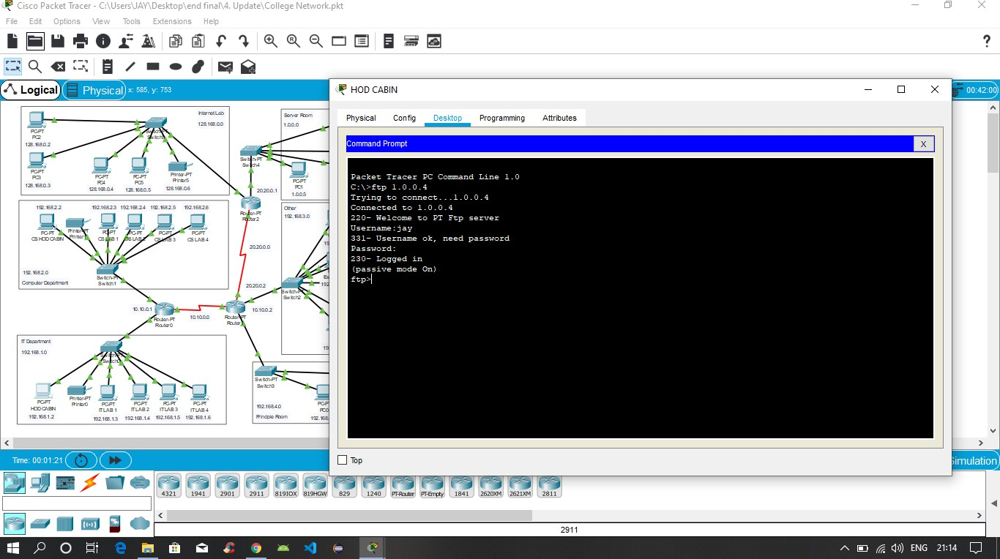 Cisco Packet Tracer - C:\Users\JAY\Desktop\end final\4. Update\College Network.pkt
File Edit Options View Tools Extensions Help
?
Logical Physical x: 585, y: 753
00:42:00
Internet Lab
128.168.0.0
PC-PT
PC2
128.168.0.2
PC-PT
PC3
128.168.0.3
Switch5
PC-PT
PC4
128.168.0.4
PC-PT
PC5
128.168.0.5
Printer-PT
Printer5
128.168.0.6
Server Room
1.0.0.0
Switch-PT
Switch4
PC-PT
PC1
1.0.0.5
20.20.0.1
Router-PT
Router2
Other
192.168.3.0
192.168.2.2
192.168.2.3
192.168.2.4
192.168.2.5
192.168.2.6
PC-PT
CS HOD CABIN
Printer-PT
PC-PT
CS LAB 1
PC-PT
CS LAB 2
PC-PT
CS LAB 3
PC-PT
CS LAB 4
192.168.2.0
Computer Department
Switch-PT
Switch1
20.20.0.0
20.20.0.2
Switch-PT
Switch2
10.10.0.1
Router-PT
Router0
10.10.0.0
Router-PT
10.10.0.2
IT Department
192.168.1.0
PC-PT
HOD CABIN
192.168.1.2
Printer-PT
Printer0
PC-PT
IT LAB 1
192.168.1.3
PC-PT
IT LAB 2
192.168.1.4
PC-PT
IT LAB 3
192.168.1.5
PC-PT
IT LAB 4
192.168.1.6
Switch-PT
Switch3
192.168.4.0
Principle Room
PC-PT
PC0
192.168.
HOD CABIN
Physical Config Desktop Programming Attributes
Command Prompt
X
Packet Tracer PC Command Line 1.0
C:\>ftp 1.0.0.4
Trying to connect...1.0.0.4
Connected to 1.0.0.4
220- Welcome to PT Ftp server
Username:jay
331- Username ok, need password
Password:
230- Logged in
(passive mode On)
ftp>
Top
Time: 00:01:21
Simulation
4321 1941 2901 2911 819IOX 819HGW 829 1240 PT-Router PT-Empty 1841 2620XM 2621XM 2811
2911
ENG 21:14